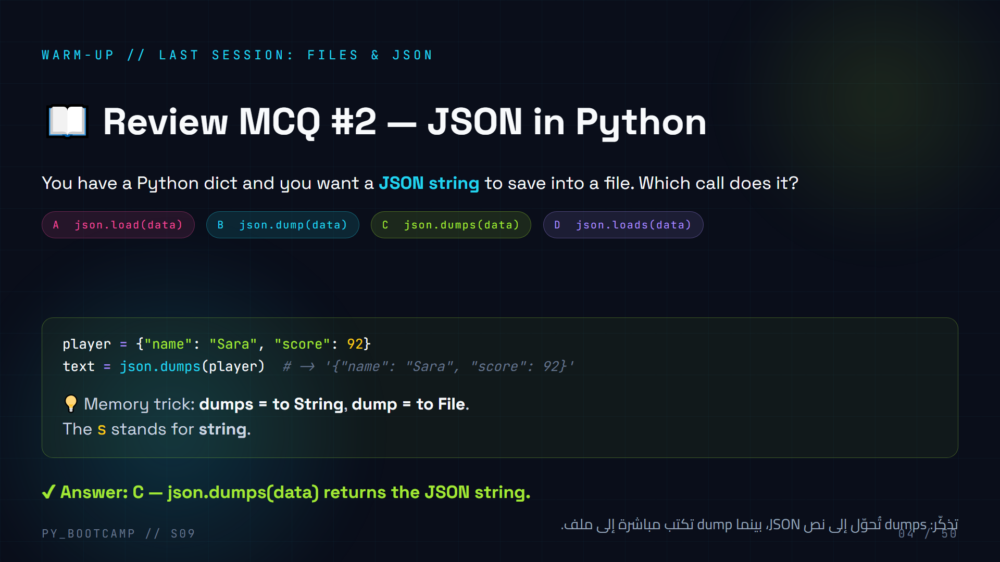 WARM-UP // LAST SESSION: FILES & JSON
📖 Review MCQ #2 — JSON in Python
You have a Python dict and you want a JSON string to save into a file. Which call does it?
A json.load(data) B json.dump(data) C json.dumps(data) D json.loads(data)
player = {"name": "Sara", "score": 92}
text = json.dumps(player) # -> '{"name": "Sara", "score": 92}'
💡 Memory trick: dumps = to String, dump = to File.
The s stands for string.
✔ Answer: C — json.dumps(data) returns the JSON string.
تذكّر: dumps تُحوّل إلى نص JSON، بينما dump تكتب مباشرة إلى ملف.
PY_BOOTCAMP // S09
04 / 50